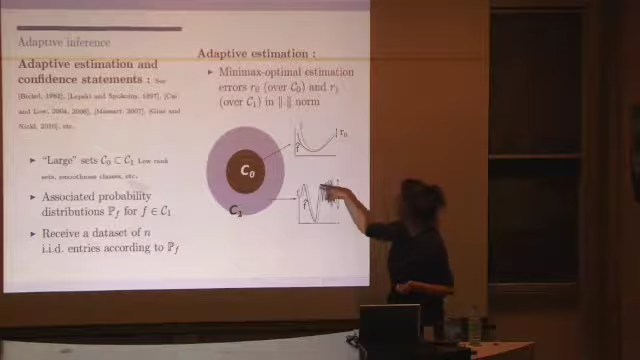 Adaptive inference
Adaptive estimation and
confidence statements : See
[Lepski and Spokoiny, 1997], [Cai
and Low, 2004, 2006], [Massart, 2007], [Giné and
Nickl, 2010], etc.
► "Large" sets C₀ ⊂ C₁ Low rank
sets, smoothness classes, etc.
► Associated probability
distributions ℙ_f for f ∈ C₁
► Receive a dataset of n
i.i.d. entries according to ℙ_f
Adaptive estimation :
► Minimax-optimal estimation
errors r₀ (over C₀) and r₁
(over C₁) in ‖.‖ norm
C₀
C₁
f
r₀
f